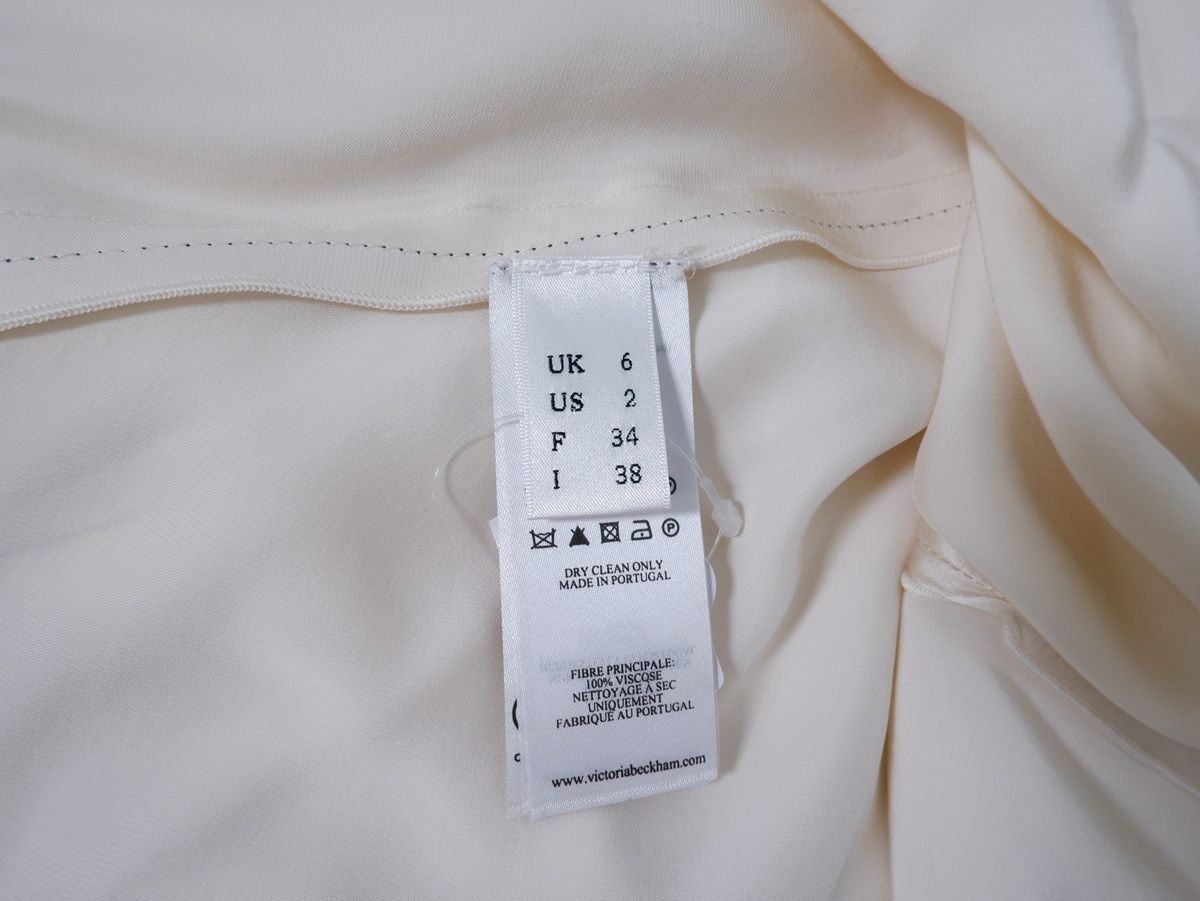 UK 6
US 2
F 34
I 38
P
DRY CLEAN ONLY
MADE IN PORTUGAL
FIBRE PRINCIPALE:
100% VISCOSE
NETTOYAGE À SEC
UNIQUEMENT
FABRIQUÉ AU PORTUGAL
www.victoriabeckham.com